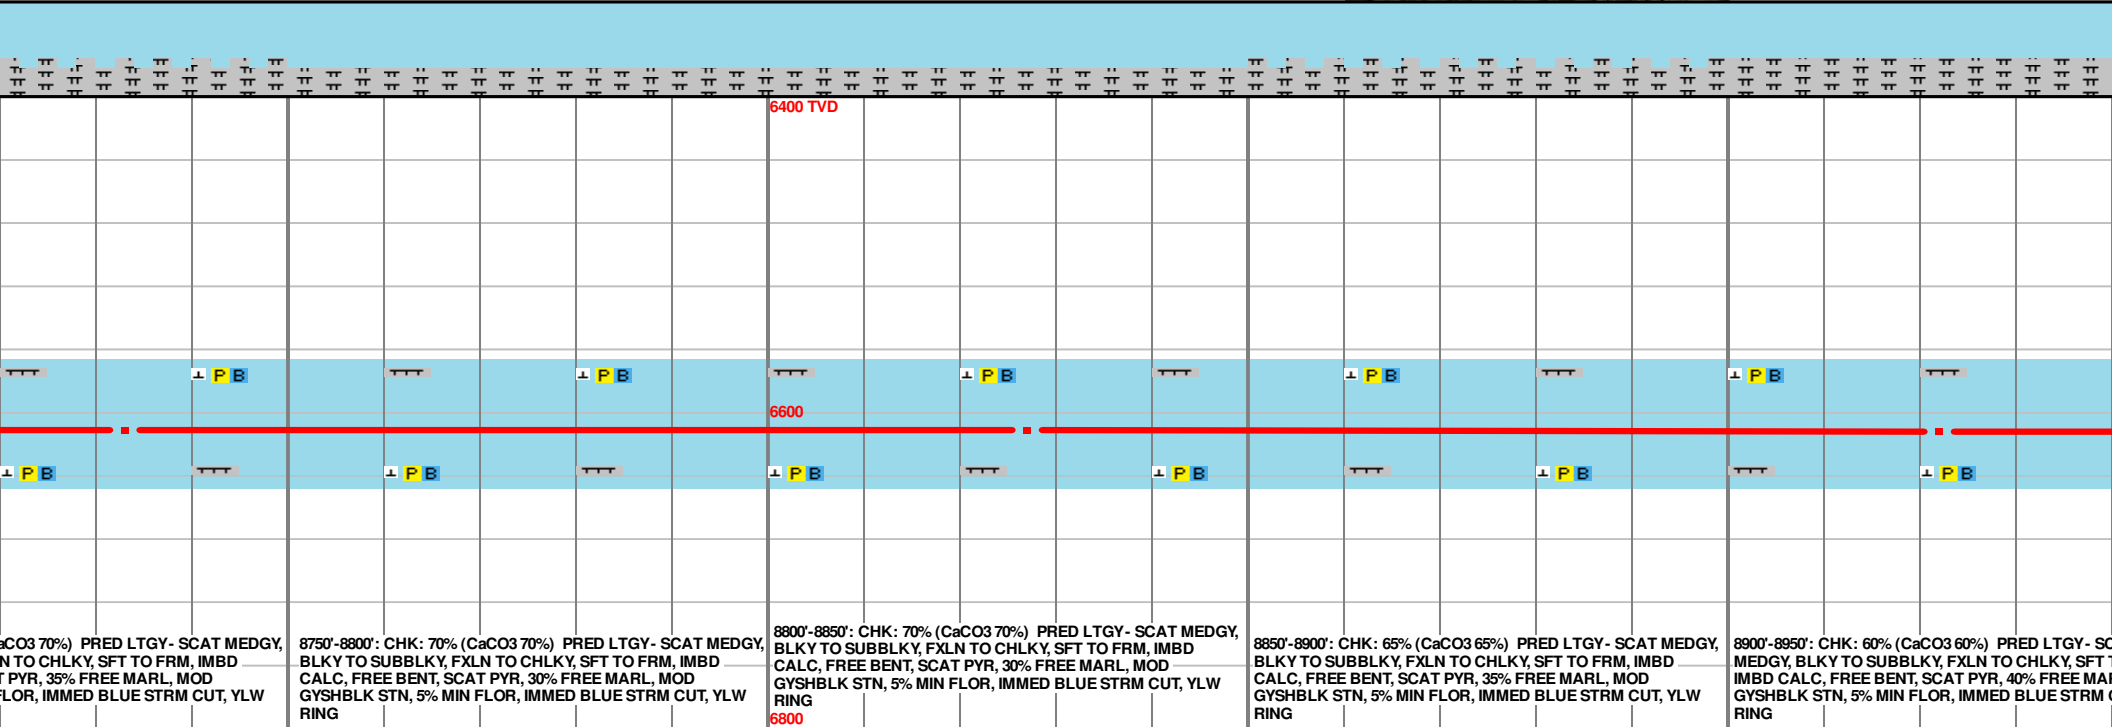 6400 TVD
P B
P B
P B
P B
P B
6600
P B
P B
P B
P B
P B
P B
CO3 70%) PRED LTGY- SCAT MEDGY,
N TO CHLKY, SFT TO FRM, IMBD
PYR, 35% FREE MARL, MOD
FLOR, IMMED BLUE STRM CUT, YLW
8750'-8800': CHK: 70% (CaCO3 70%) PRED LTGY- SCAT MEDGY,
BLKY TO SUBBLKY, FXLN TO CHLKY, SFT TO FRM, IMBD
CALC, FREE BENT, SCAT PYR, 30% FREE MARL, MOD
GYSHBLK STN, 5% MIN FLOR, IMMED BLUE STRM CUT, YLW
RING
8800'-8850': CHK: 70% (CaCO3 70%) PRED LTGY- SCAT MEDGY,
BLKY TO SUBBLKY, FXLN TO CHLKY, SFT TO FRM, IMBD
CALC, FREE BENT, SCAT PYR, 30% FREE MARL, MOD
GYSHBLK STN, 5% MIN FLOR, IMMED BLUE STRM CUT, YLW
RING
6800
8850'-8900': CHK: 65% (CaCO3 65%) PRED LTGY- SCAT MEDGY,
BLKY TO SUBBLKY, FXLN TO CHLKY, SFT TO FRM, IMBD
CALC, FREE BENT, SCAT PYR, 35% FREE MARL, MOD
GYSHBLK STN, 5% MIN FLOR, IMMED BLUE STRM CUT, YLW
RING
8900'-8950': CHK: 60% (CaCO3 60%) PRED LTGY- SC
MEDGY, BLKY TO SUBBLKY, FXLN TO CHLKY, SFT T
IMBD CALC, FREE BENT, SCAT PYR, 40% FREE MAR
GYSHBLK STN, 5% MIN FLOR, IMMED BLUE STRM C
RING